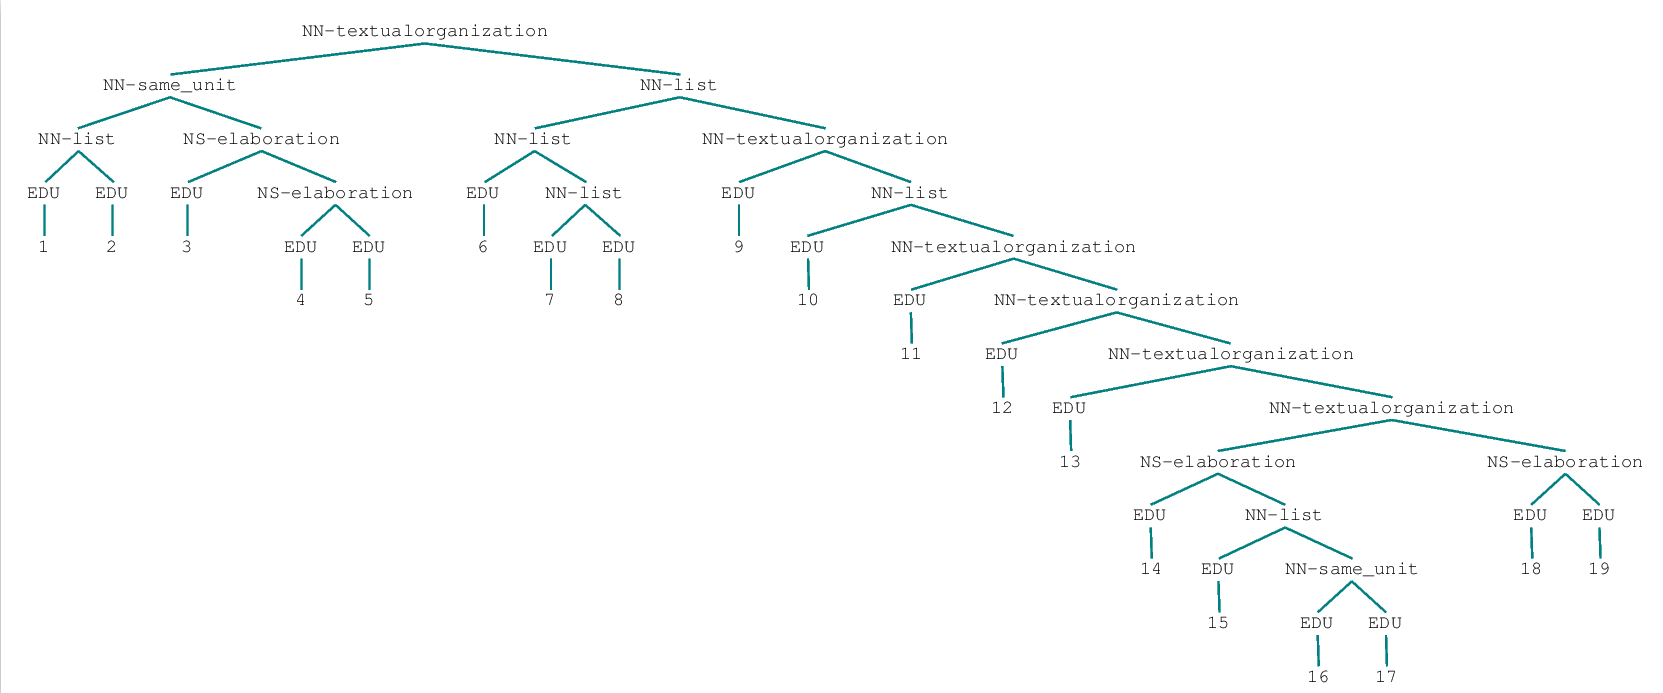 NN-textualorganization
NN-same_unit NN-list
NN-list NS-elaboration NN-list NN-textualorganization
EDU EDU EDU NS-elaboration EDU NN-list EDU NN-list
1 2 3 EDU EDU 6 EDU EDU 9 EDU NN-textualorganization
4 5 7 8 10 EDU NN-textualorganization
11 EDU NN-textualorganization
12 EDU NN-textualorganization
13 NS-elaboration NS-elaboration
EDU NN-list EDU EDU
14 EDU NN-same_unit 18 19
15 EDU EDU
16 17